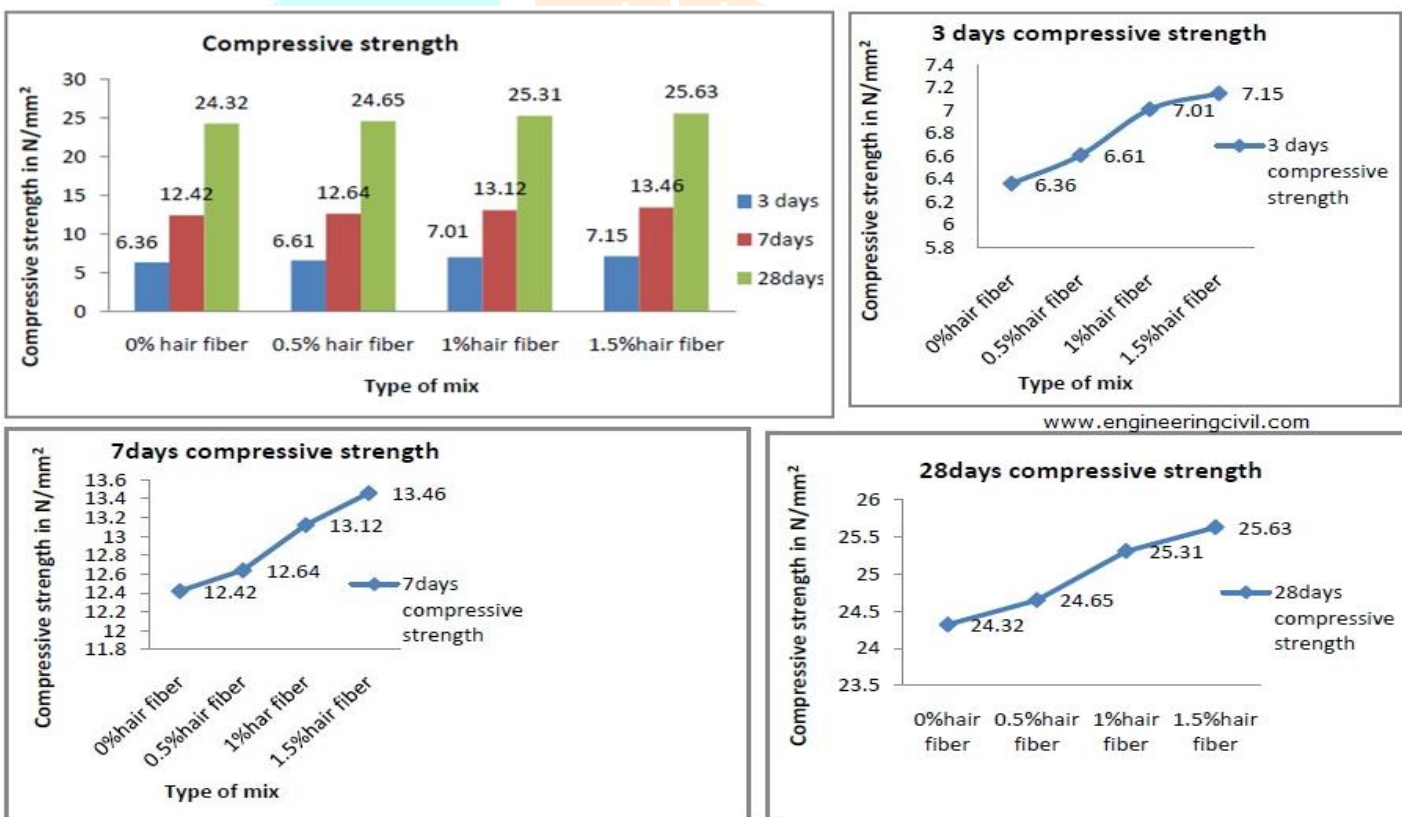 Compressive strength
Compressive strength in N/mm²
30
25
20
15
10
5
0
24.32
24.65
25.31
25.63
12.42
12.64
13.12
13.46
6.36
6.61
7.01
7.15
3 days
7days
28days
0% hair fiber
0.5% hair fiber
1%hair fiber
1.5%hair fiber
Type of mix
3 days compressive strength
Compressive strength in N/mm²
7.4
7.2
7
6.8
6.6
6.4
6.2
6
5.8
6.36
6.61
7.01
7.15
3 days
compressive
strength
0%hair fiber
0.5%hair fiber
1%hair fiber
1.5%hair fiber
Type of mix
www.engineeringcivil.com
7days compressive strength
Compressive strength in N/mm²
13.6
13.4
13.2
13
12.8
12.6
12.4
12.2
12
11.8
12.42
12.64
13.12
13.46
7days
compressive
strength
0%hair fiber
0.5%hair fiber
1%har fiber
1.5%hair fiber
Type of mix
28days compressive strength
Compressive strength in N/mm²
26
25.5
25
24.5
24
23.5
24.32
24.65
25.31
25.63
28days
compressive
strength
0%hair
fiber
0.5%hair
fiber
1%hair
fiber
1.5%hair
fiber